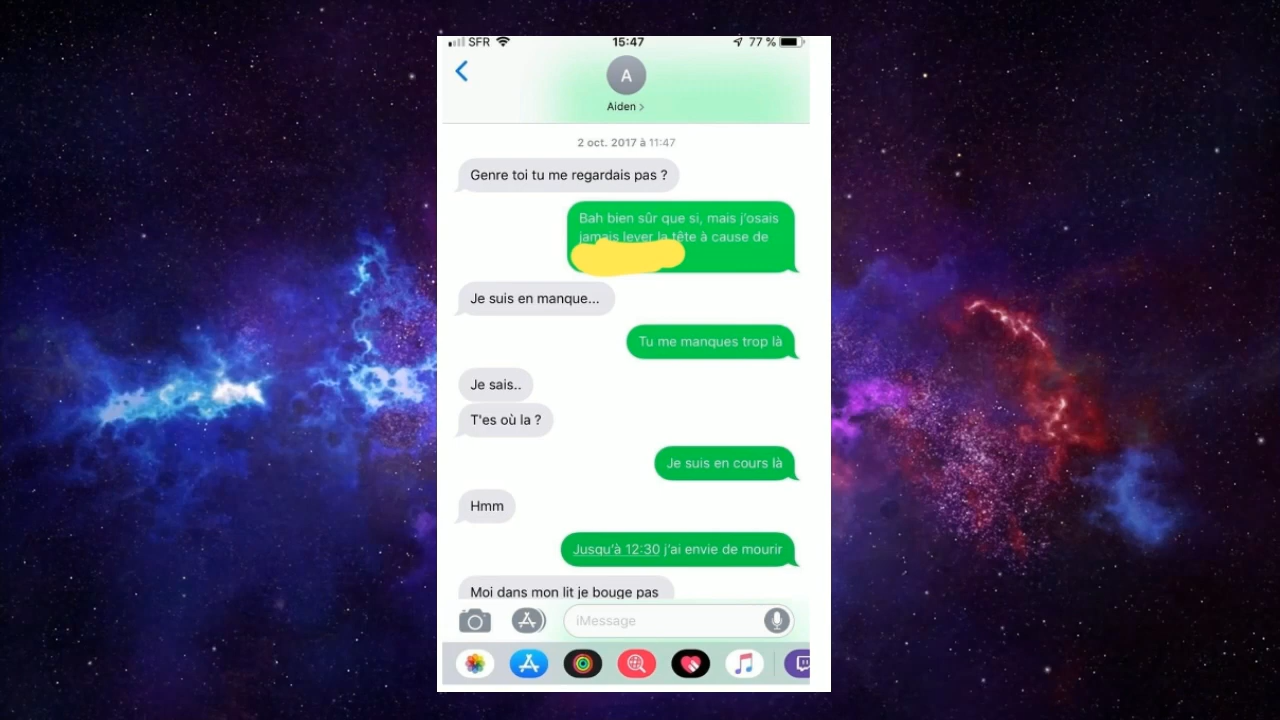 SFR 15:47 77 %
A
Aiden >
2 oct. 2017 à 11:47
Genre toi tu me regardais pas ?
Bah bien sûr que si, mais j'osais
jamais lever la tête à cause de
Je suis en manque...
Tu me manques trop là
Je sais..
T'es où la ?
Je suis en cours là
Hmm
Jusqu'à 12:30 j'ai envie de mourir
Moi dans mon lit je bouge pas
iMessage